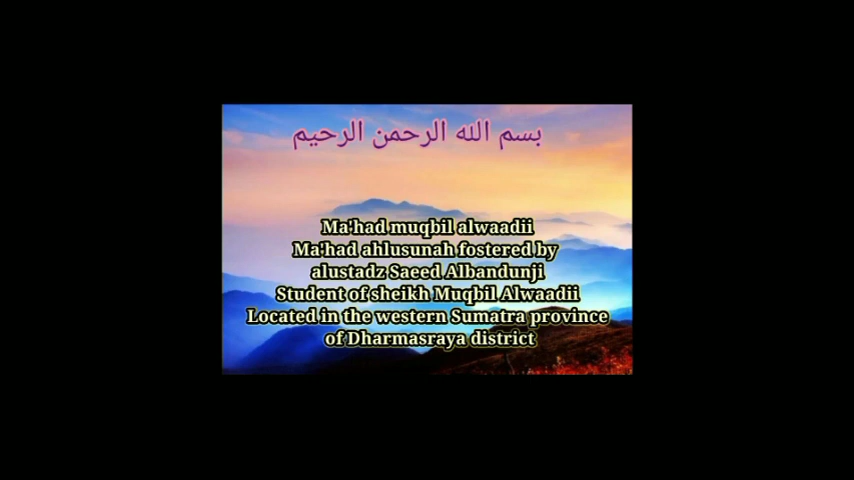 بسم الله الرحمن الرحيم
Ma'had muqbil alwaadii
Ma'had ahlusunah fostered by
alustadz Saeed Albandunji
Student of sheikh Muqbil Alwaadii
Located in the western Sumatra province
of Dharmasraya district